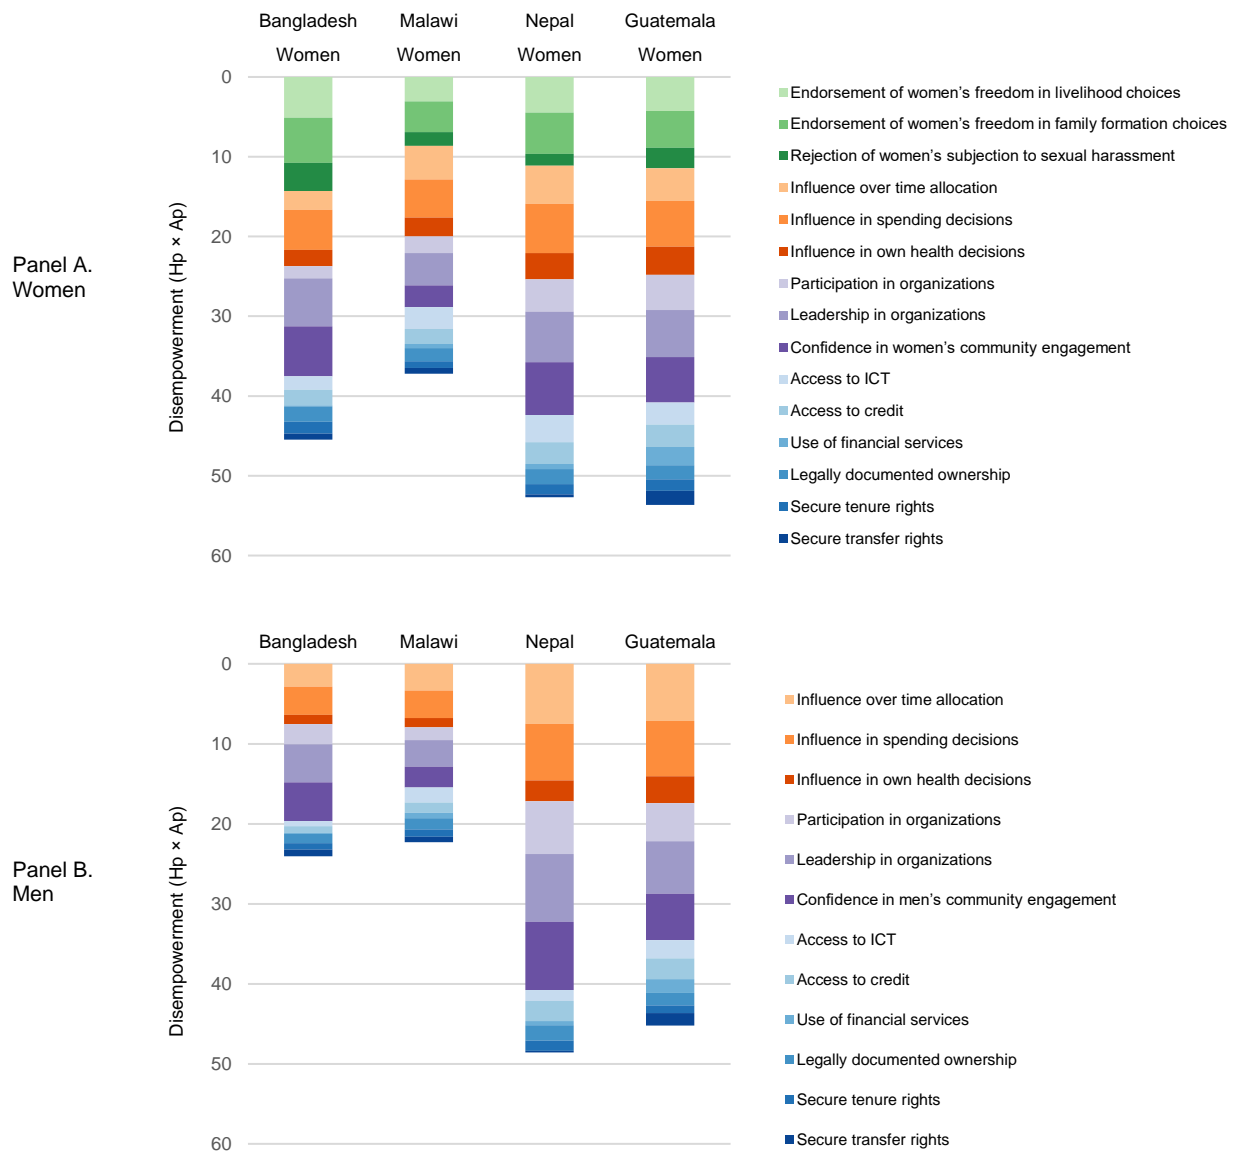 Bangladesh Malawi Nepal Guatemala
Women Women Women Women
Panel A.
Women
Disempowerment (Hp × Ap)
0
10
20
30
40
50
60
Endorsement of women’s freedom in livelihood choices
Endorsement of women’s freedom in family formation choices
Rejection of women’s subjection to sexual harassment
Influence over time allocation
Influence in spending decisions
Influence in own health decisions
Participation in organizations
Leadership in organizations
Confidence in women’s community engagement
Access to ICT
Access to credit
Use of financial services
Legally documented ownership
Secure tenure rights
Secure transfer rights
Bangladesh Malawi Nepal Guatemala
Panel B.
Men
Disempowerment (Hp × Ap)
0
10
20
30
40
50
60
Influence over time allocation
Influence in spending decisions
Influence in own health decisions
Participation in organizations
Leadership in organizations
Confidence in men’s community engagement
Access to ICT
Access to credit
Use of financial services
Legally documented ownership
Secure tenure rights
Secure transfer rights